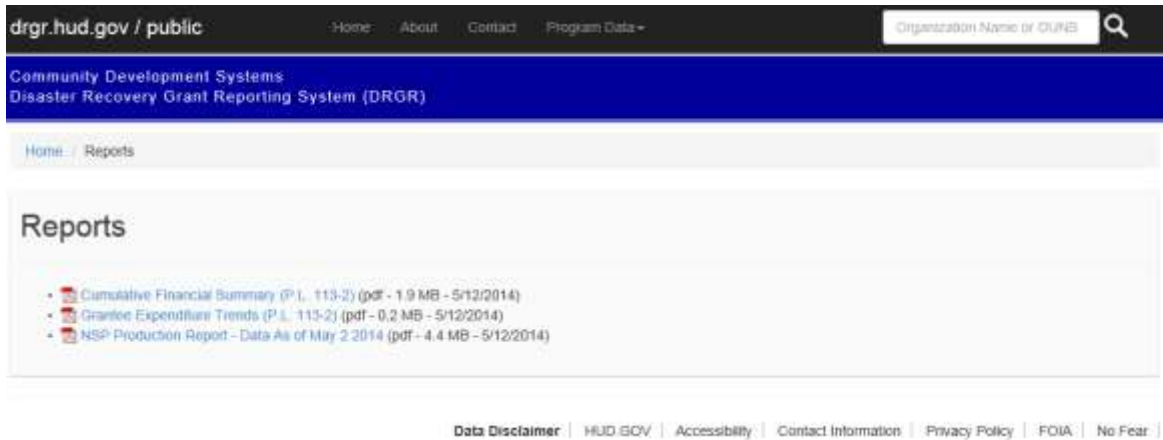 drgr.hud.gov / public Home About Contact Program Data Organization Name or DUNS
Community Development Systems
Disaster Recovery Grant Reporting System (DRGR)
Home / Reports
Reports
• Cumulative Financial Summary (P.L. 113-2) (pdf - 1.9 MB - 5/12/2014)
• Grantee Expenditure Trends (P.L. 113-2) (pdf - 0.2 MB - 5/12/2014)
• NSP Production Report - Data As of May 2 2014 (pdf - 4.4 MB - 5/12/2014)
Data Disclaimer | HUD.GOV | Accessibility | Contact Information | Privacy Policy | FOIA | No Fear |